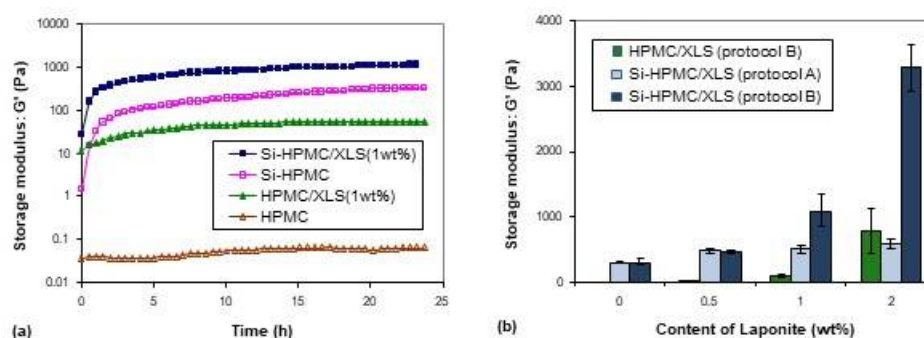 10000
1000
100
10
1
0.1
0.01
Storage modulus: G' (Pa)
Si-HPMC/XLS(1wt%)
Si-HPMC
HPMC/XLS(1wt%)
HPMC
0 5 10 15 20 25
Time (h)
(a)
4000
3000
2000
1000
0
Storage modulus: G' (Pa)
HPMC/XLS (protocol B)
Si-HPMC/XLS (protocol A)
Si-HPMC/XLS (protocol B)
0 0.5 1 2
Content of Laponite (wt%)
(b)